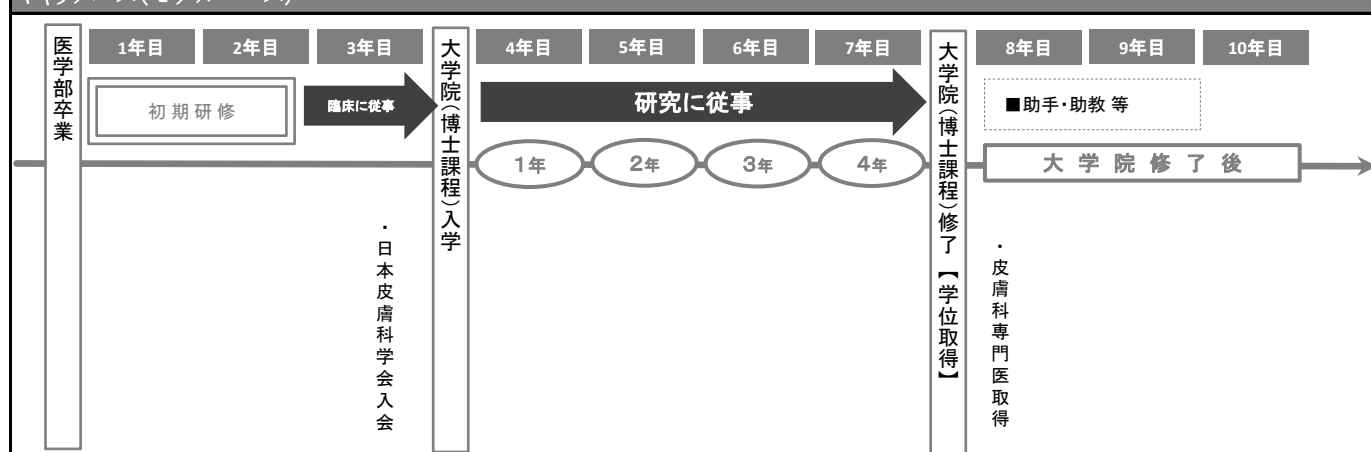 医学部卒業
1年目
2年目
3年目
初期研修
臨床に従事
・日本皮膚科学会入会
大学院(博士課程)入学
4年目
5年目
6年目
7年目
研究に従事
1年
2年
3年
4年
大学院(博士課程)修了【学位取得】
8年目
9年目
10年目
■助手・助教 等
大学院修了後
・皮膚科専門医取得